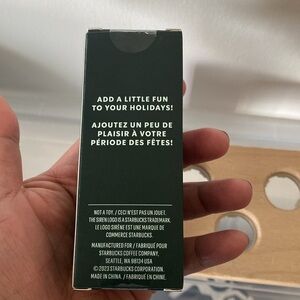 ADD A LITTLE FUN
TO YOUR HOLIDAYS!
AJOUTEZ UN PEU DE
PLAISIR À VOTRE
PÉRIODE DES FÊTES!
NOT A TOY. / CECI N'EST PAS UN JOUET.
THE SIREN LOGO IS A STARBUCKS TRADEMARK.
LE LOGO SIRÈNE EST UNE MARQUE DE
COMMERCE STARBUCKS.
MANUFACTURED FOR / FABRIQUÉ POUR
STARBUCKS COFFEE COMPANY,
SEATTLE, WA 98134 USA
© 2023 STARBUCKS CORPORATION.
MADE IN CHINA. / FABRIQUÉ EN CHINE.